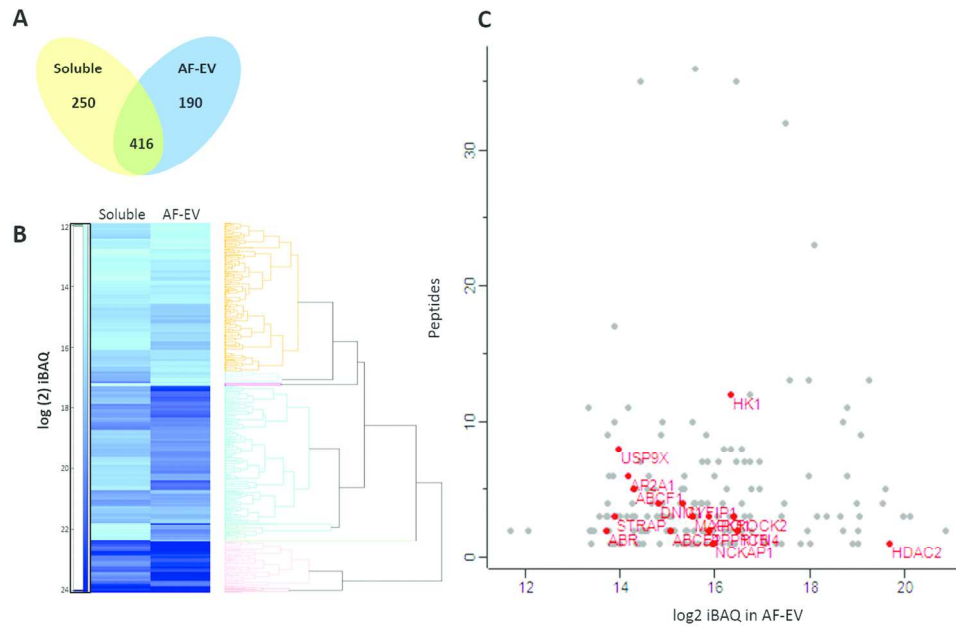 A
Soluble
AF-EV
250
190
416
B
Soluble
AF-EV
log (2) iBAQ
12
14
16
18
20
22
24
C
Peptides
30
20
10
0
HK1
USP9X
AP2A1
ABCF1
STRAP
ABR
ROCK2
NCKAP1
HDAC2
12
14
16
18
20
log2 iBAQ in AF-EV